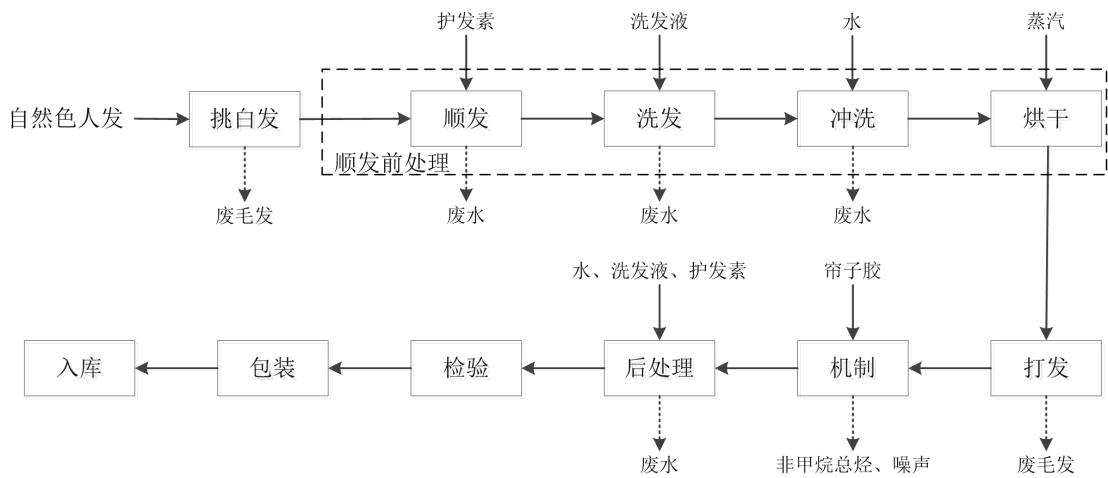 护发素 洗发液 水 蒸汽
自然色人发 挑白发 顺发 洗发 冲洗 烘干
顺发前处理
废毛发 废水 废水 废水
水、洗发液、护发素 帘子胶
入库 包装 检验 后处理 机制 打发
废水 非甲烷总烃、噪声 废毛发